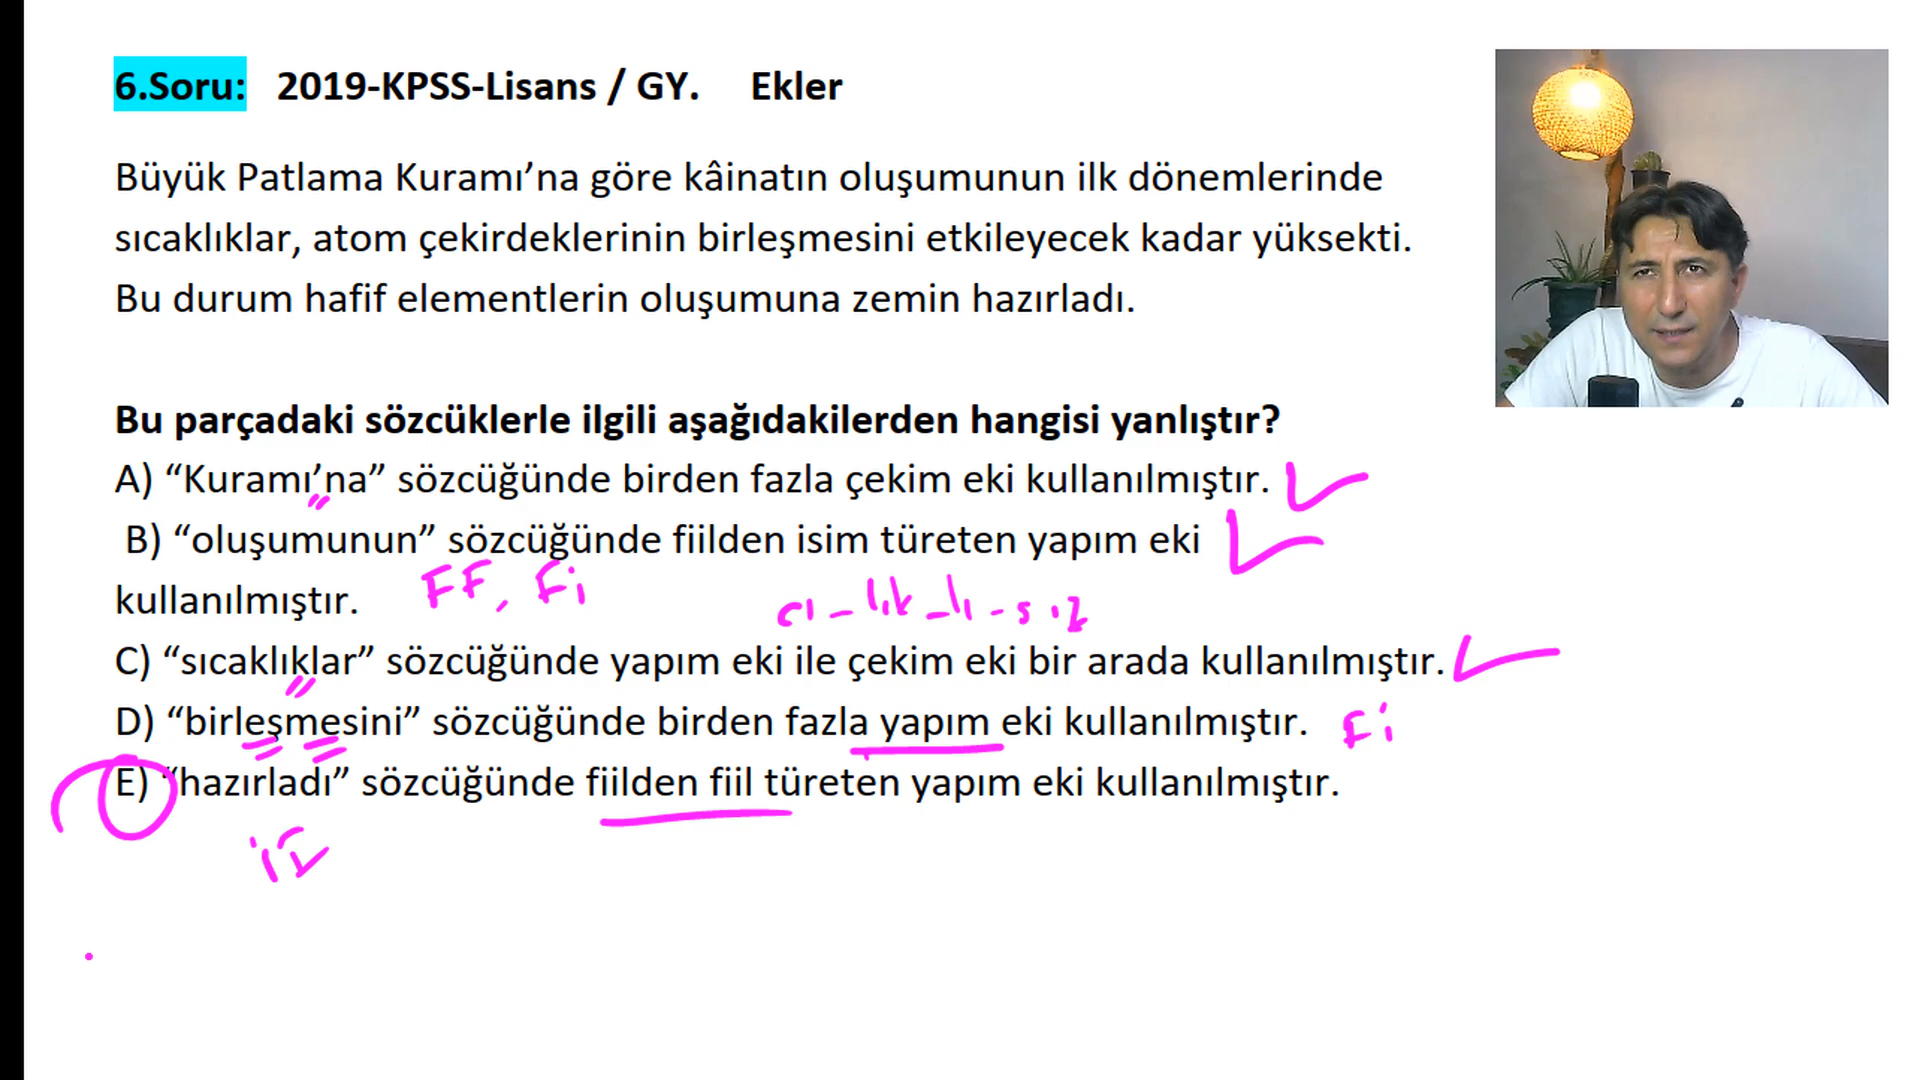 6.Soru: 2019-KPSS-Lisans / GY. Ekler
Büyük Patlama Kuramı’na göre kâinatın oluşumunun ilk dönemlerinde
sıcaklıklar, atom çekirdeklerinin birleşmesini etkileyecek kadar yüksekti.
Bu durum hafif elementlerin oluşumuna zemin hazırladı.
Bu parçadaki sözcüklerle ilgili aşağıdakilerden hangisi yanlıştır?
A) “Kuramı’na” sözcüğünde birden fazla çekim eki kullanılmıştır.
B) “oluşumunun” sözcüğünde fiilden isim türeten yapım eki
kullanılmıştır. FF, Fi
cı-lık-lı-sız
C) “sıcaklıklar” sözcüğünde yapım eki ile çekim eki bir arada kullanılmıştır.
D) “birleşmesini” sözcüğünde birden fazla yapım eki kullanılmıştır. Fi
E) “hazırladı” sözcüğünde fiilden fiil türeten yapım eki kullanılmıştır.